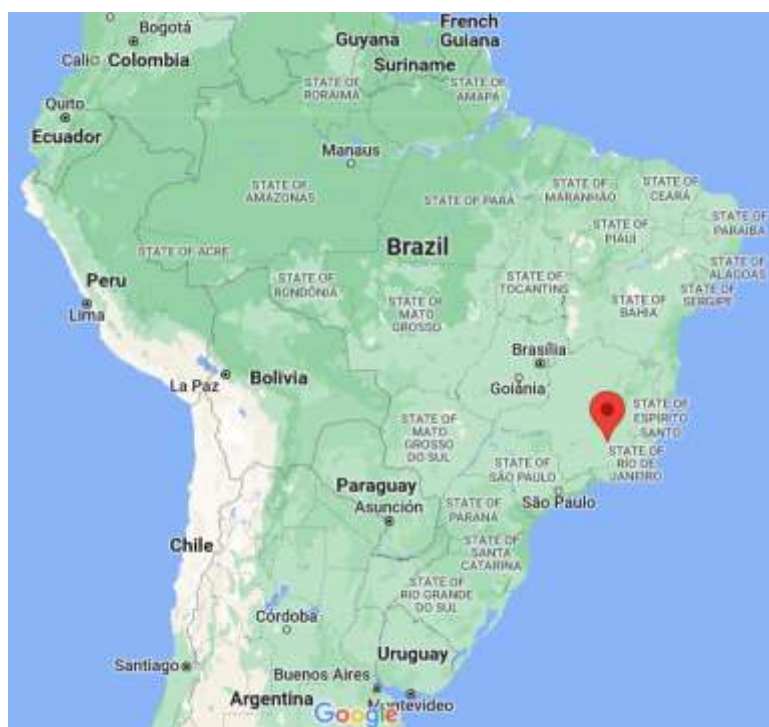 Bogotá
Cali
Colombia
Guyana
French
Guiana
Suriname
STATE OF
RORAIMA
STATE OF
AMAPÁ
Quito
Ecuador
Manaus
STATE OF
AMAZONAS
STATE OF PARÁ
STATE OF
MARANHÃO
STATE OF
CEARÁ
STATE OF
PIAUÍ
STATE OF
PARAÍBA
STATE OF ACRE
Brazil
STATE OF
ALAGOAS
STATE OF
SERGIPE
Peru
Lima
STATE OF
RONDÔNIA
STATE OF
MATO
GROSSO
STATE OF
TOCANTINS
STATE OF
BAHIA
Brasília
Goiânia
La Paz
Bolivia
STATE OF
MATO
GROSSO
DO SUL
STATE OF
ESPÍRITO
SANTO
STATE OF
RIO DE
JANEIRO
STATE OF
SÃO PAULO
São Paulo
Paraguay
Asunción
STATE OF
PARANÁ
Chile
STATE OF
SANTA
CATARINA
STATE OF
RIO GRANDE
DO SUL
Córdoba
Santiago
Uruguay
Buenos Aires
Argentina
Montevideo
Google